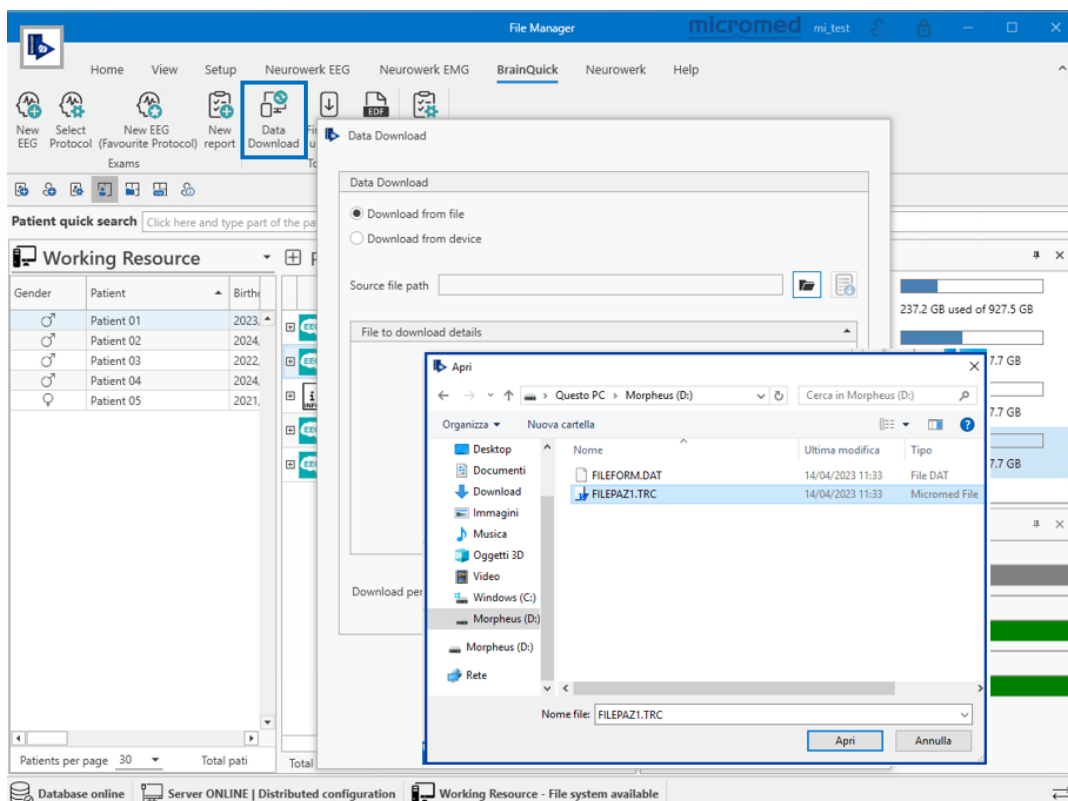 File Manager
micromed
mi_test
Home View Setup Neurowerk EEG Neurowerk EMG BrainQuick Neurowerk Help
New EEG
Select Protocol
New EEG (Favourite Protocol)
New report
Data Download
EDF
Exams
Patient quick search
Click here and type part of the pa
Working Resource
Gender Patient Birth
Patient 01 2023,
Patient 02 2024,
Patient 03 2022,
Patient 04 2024,
Patient 05 2021,
Patients per page 30 Total pati
Total
Data Download
Data Download
Download from file
Download from device
Source file path
File to download details
Download per
237.2 GB used of 927.5 GB
7.7 GB
7.7 GB
7.7 GB
Apri
Questo PC > Morpheus (D:)
Cerca in Morpheus (D:)
Organizza Nuova cartella
Desktop
Documenti
Download
Immagini
Musica
Oggetti 3D
Video
Windows (C:)
Morpheus (D:)
Morpheus (D:)
Rete
Nome Ultima modifica Tipo
FILEFORM.DAT 14/04/2023 11:33 File DAT
FILEPAZ1.TRC 14/04/2023 11:33 Micromed File
Nome file: FILEPAZ1.TRC
Apri Annulla
Database online Server ONLINE | Distributed configuration Working Resource - File system available